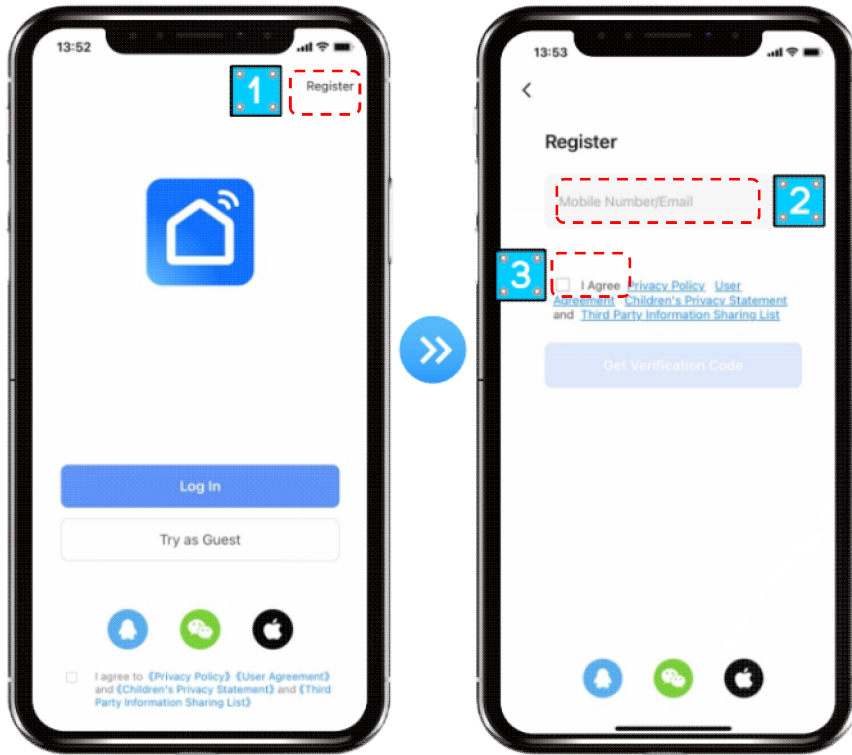 13:52
1
Register
Log In
Try as Guest
I agree to 《Privacy Policy》 《User Agreement》
and 《Children's Privacy Statement》 and 《Third
Party Information Sharing List》
13:53
Register
Mobile Number/Email
2
3
I Agree Privacy Policy User
Agreement Children's Privacy Statement
and Third Party Information Sharing List
Get Verification Code